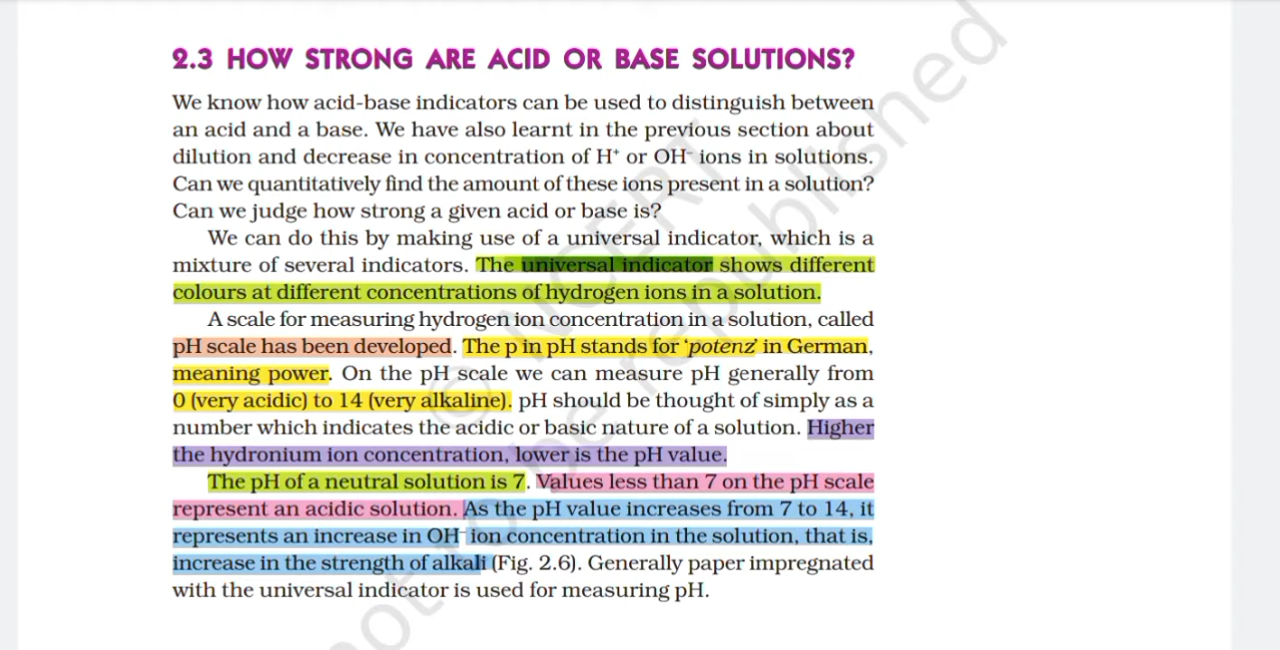 2.3 HOW STRONG ARE ACID OR BASE SOLUTIONS?
We know how acid-base indicators can be used to distinguish between
an acid and a base. We have also learnt in the previous section about
dilution and decrease in concentration of H⁺ or OH⁻ ions in solutions.
Can we quantitatively find the amount of these ions present in a solution?
Can we judge how strong a given acid or base is?
We can do this by making use of a universal indicator, which is a
mixture of several indicators. The universal indicator shows different
colours at different concentrations of hydrogen ions in a solution.
A scale for measuring hydrogen ion concentration in a solution, called
pH scale has been developed. The p in pH stands for ‘potenz’ in German,
meaning power. On the pH scale we can measure pH generally from
0 (very acidic) to 14 (very alkaline). pH should be thought of simply as a
number which indicates the acidic or basic nature of a solution. Higher
the hydronium ion concentration, lower is the pH value.
The pH of a neutral solution is 7. Values less than 7 on the pH scale
represent an acidic solution. As the pH value increases from 7 to 14, it
represents an increase in OH⁻ ion concentration in the solution, that is,
increase in the strength of alkali (Fig. 2.6). Generally paper impregnated
with the universal indicator is used for measuring pH.
© NCERT
not to be republished